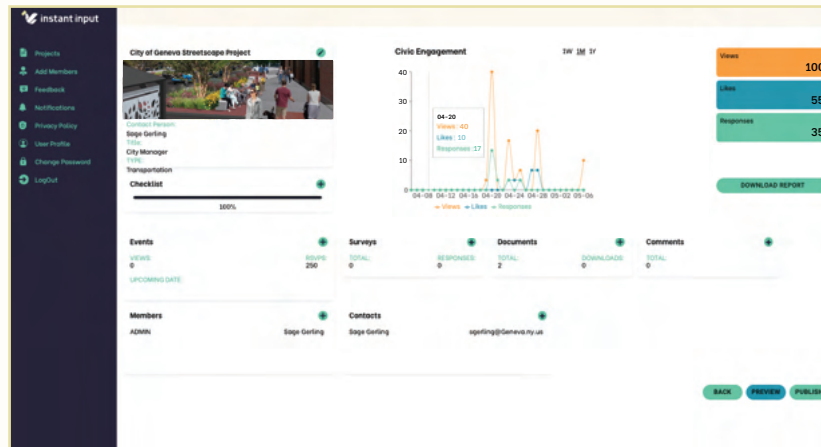 instant input
Projects
Add Members
Feedback
Notifications
Privacy Policy
User Profile
Change Password
LogOut
City of Geneva Streetscape Project
Contact Person:
Sage Gerling
Title:
City Manager
TYPE:
Transportation
Checklist
100%
Civic Engagement
1W 1M 1Y
40
30
20
10
0
04-20
Views: 40
Likes: 10
Responses: 17
04-08 04-12 04-16 04-20 04-24 04-28 05-02 05-06
Views Likes Responses
Views
100
Likes
55
Responses
35
DOWNLOAD REPORT
Events
VIEWS: RSVPS:
0 250
UPCOMING DATE:
Surveys
TOTAL: RESPONSES:
0 0
Documents
TOTAL: DOWNLOADS:
2 0
Comments
TOTAL:
0
Members
ADMIN Sage Gerling
Contacts
Sage Gerling sgerling@Geneva.ny.us
BACK PREVIEW PUBLISH